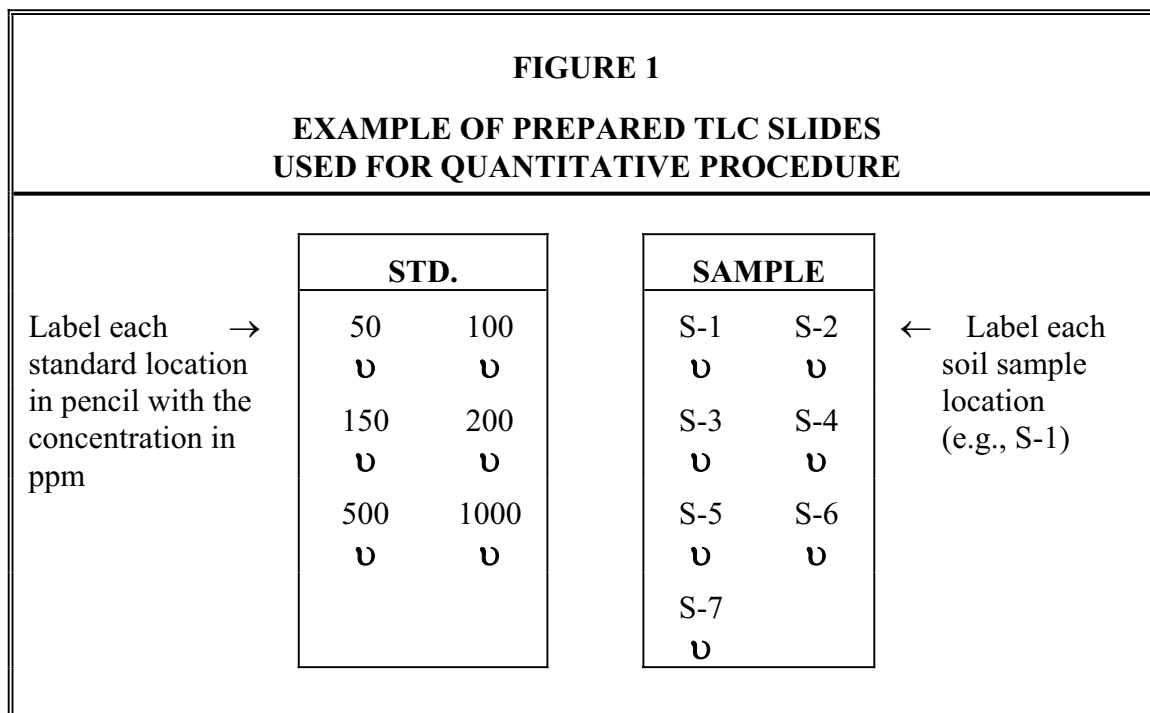 FIGURE 1
EXAMPLE OF PREPARED TLC SLIDES
USED FOR QUANTITATIVE PROCEDURE
Label each →
standard location
in pencil with the
concentration in
ppm
STD.
50 100
υ υ
150 200
υ υ
500 1000
υ υ
SAMPLE
S-1 S-2
υ υ
S-3 S-4
υ υ
S-5 S-6
υ υ
S-7
υ
← Label each
soil sample
location
(e.g., S-1)